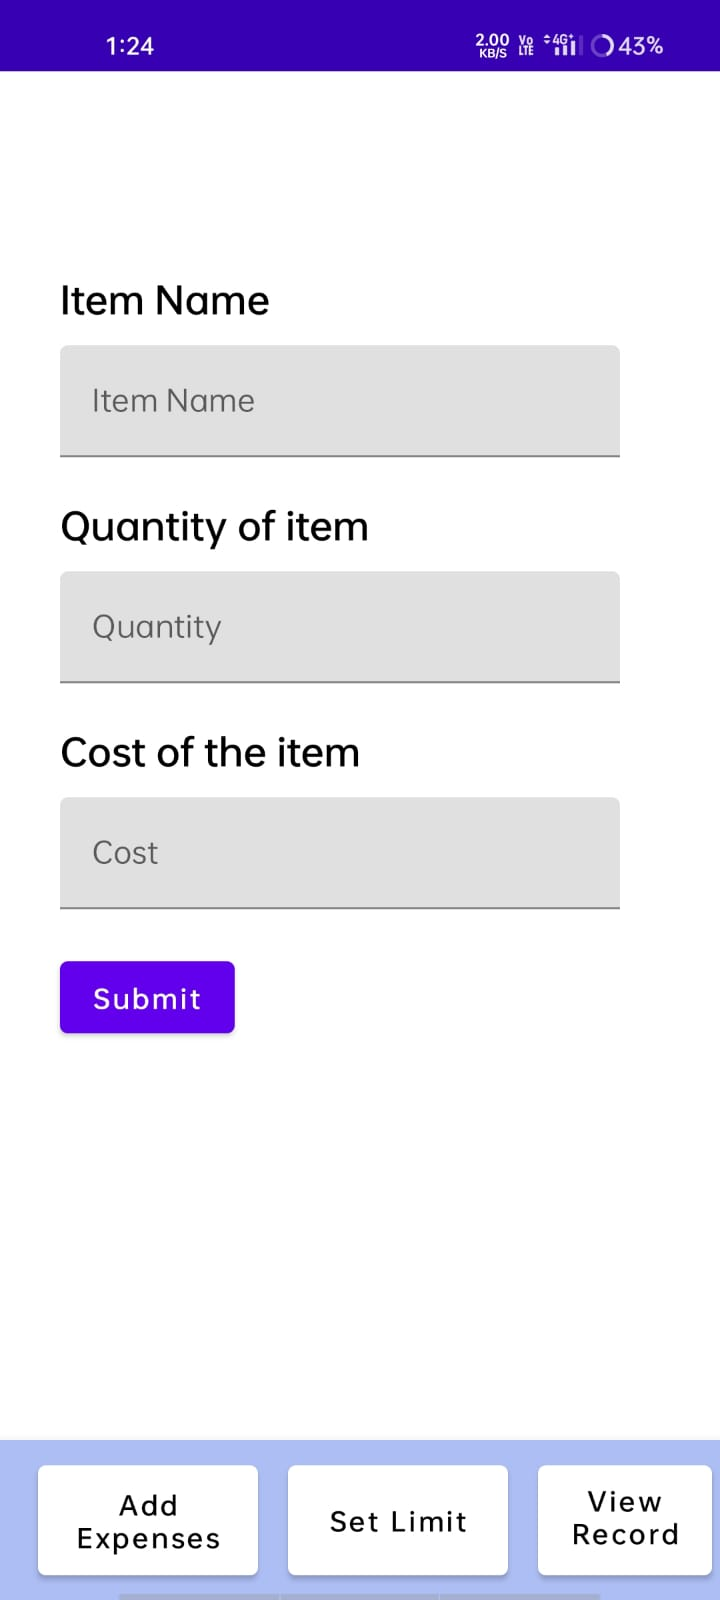 1:24
2.00 KB/S Vo LTE 4G+ 43%
Item Name
Item Name
Quantity of item
Quantity
Cost of the item
Cost
Submit
Add
Expenses
Set Limit
View
Record